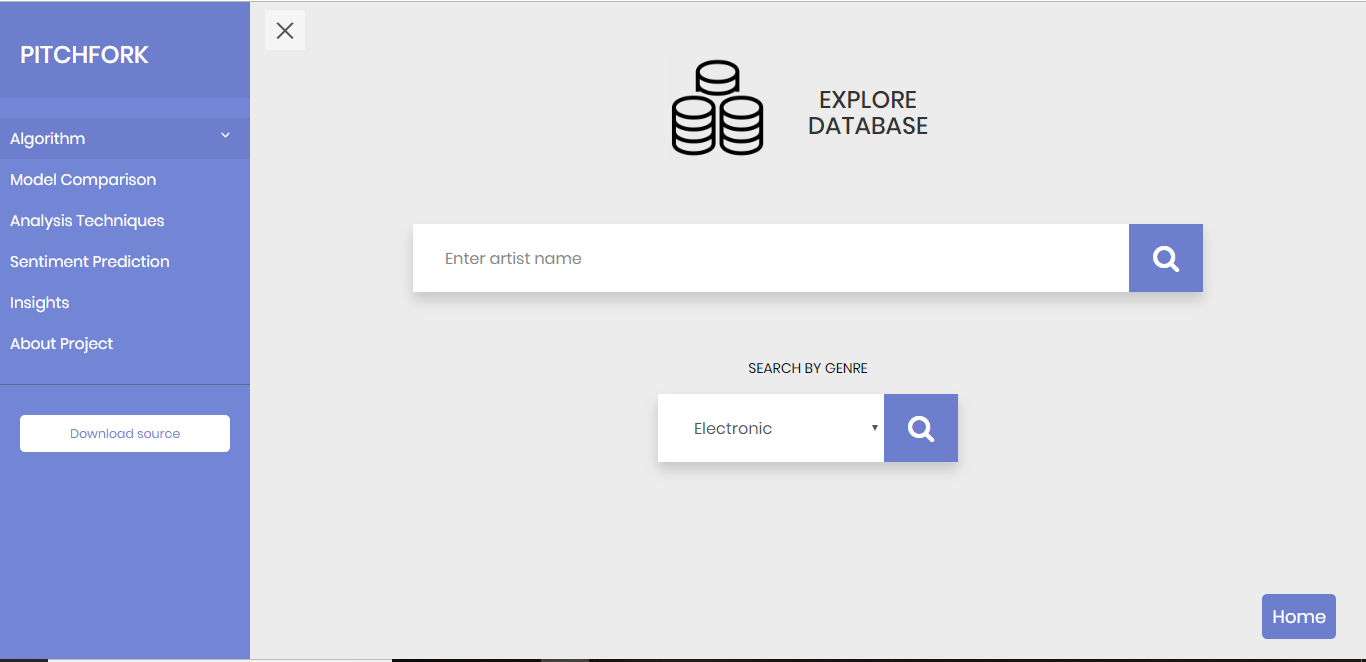 PITCHFORK
Algorithm
Model Comparison
Analysis Techniques
Sentiment Prediction
Insights
About Project
Download source
EXPLORE
DATABASE
Enter artist name
SEARCH BY GENRE
Electronic
Home